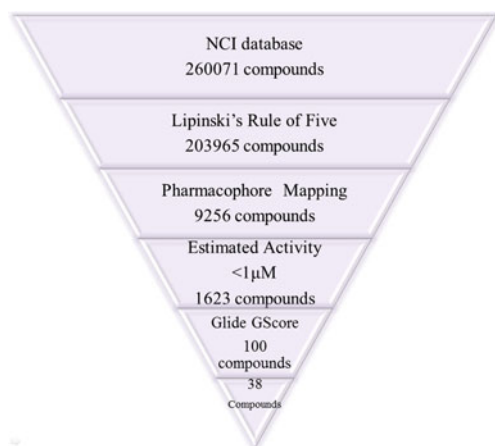 NCI database
260071 compounds
Lipinski's Rule of Five
203965 compounds
Pharmacophore Mapping
9256 compounds
Estimated Activity
<1μM
1623 compounds
Glide GScore
100
compounds
38
Compounds